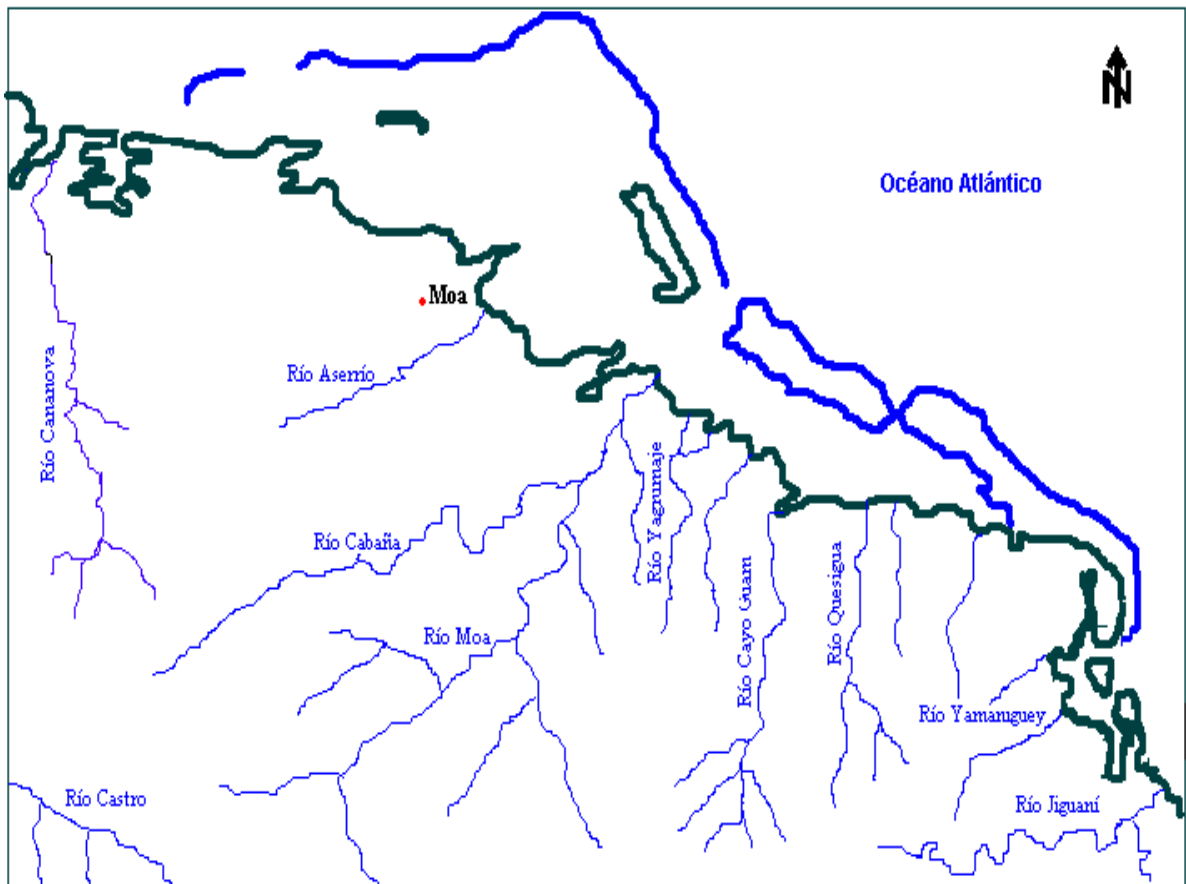 N
Océano Atlántico
Moa
Río Aserrío
Río Cananova
Río Yagrumaje
Río Cabaña
Río Cayo Guam
Río Quesigua
Río Moa
Río Yamanuguey
Río Castro
Río Jiguaní